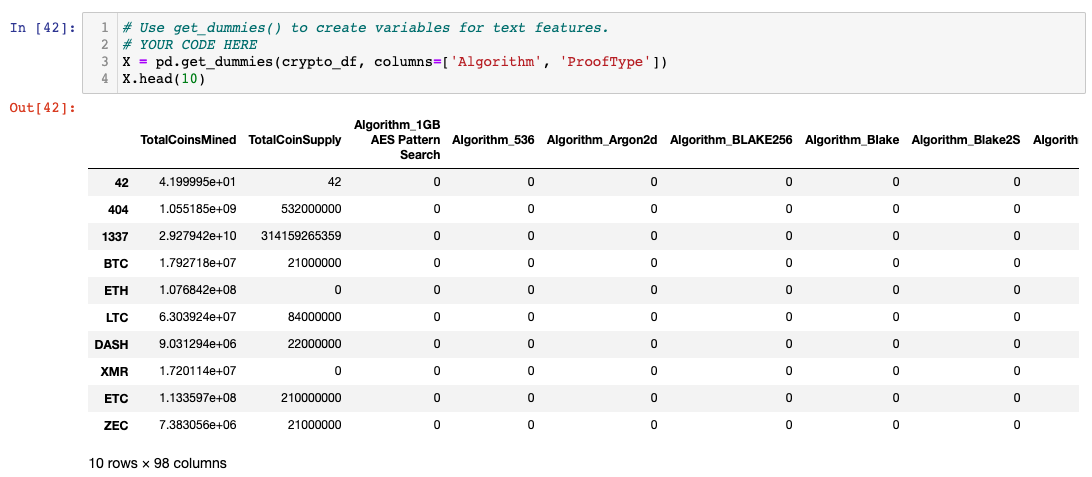 In [42]:
1 # Use get_dummies() to create variables for text features.
2 # YOUR CODE HERE
3 X = pd.get_dummies(crypto_df, columns=['Algorithm', 'ProofType'])
4 X.head(10)
Out[42]:
TotalCoinsMined TotalCoinSupply Algorithm_1GB AES Pattern Search Algorithm_536 Algorithm_Argon2d Algorithm_BLAKE256 Algorithm_Blake Algorithm_Blake2S Algorith
42 4.199995e+01 42 0 0 0 0 0 0
404 1.055185e+09 532000000 0 0 0 0 0 0
1337 2.927942e+10 314159265359 0 0 0 0 0 0
BTC 1.792718e+07 21000000 0 0 0 0 0 0
ETH 1.076842e+08 0 0 0 0 0 0 0
LTC 6.303924e+07 84000000 0 0 0 0 0 0
DASH 9.031294e+06 22000000 0 0 0 0 0 0
XMR 1.720114e+07 0 0 0 0 0 0 0
ETC 1.133597e+08 210000000 0 0 0 0 0 0
ZEC 7.383056e+06 21000000 0 0 0 0 0 0
10 rows × 98 columns